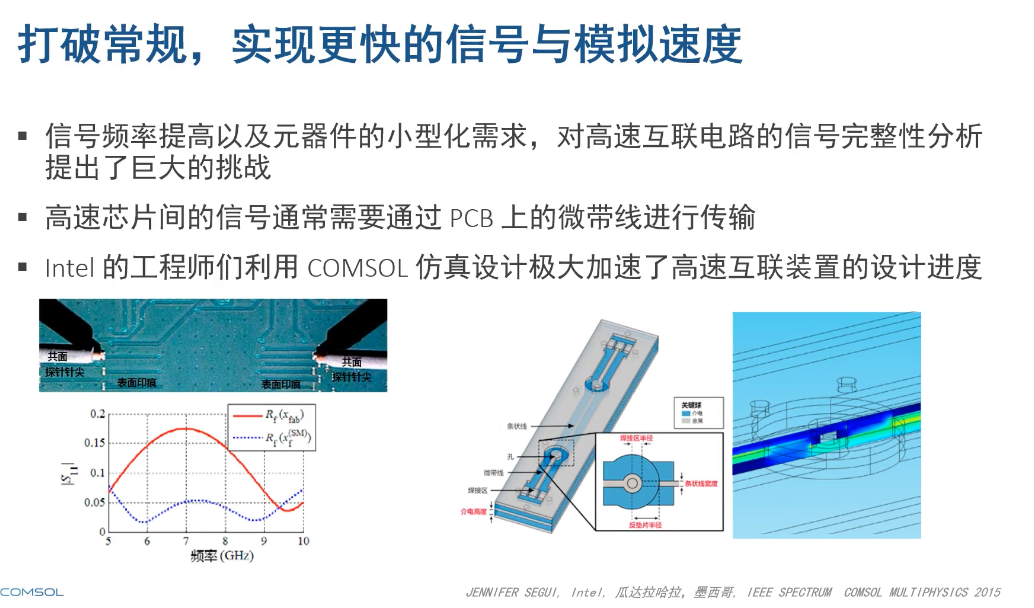 打破常规，实现更快的信号与模拟速度
▪ 信号频率提高以及元器件的小型化需求，对高速互联电路的信号完整性分析
提出了巨大的挑战
▪ 高速芯片间的信号通常需要通过 PCB 上的微带线进行传输
▪ Intel 的工程师们利用 COMSOL 仿真设计极大加速了高速互联装置的设计进度
共面
探针针尖
表面印痕
表面印痕
共面
探针针尖
0.2
0.15
0.1
0.05
0
|S11|
Rf (xfab)
Rf (xf(SM))
5 6 7 8 9 10
频率 (GHz)
关键球
介电
金属
条状线
孔
微带线
焊接区
介电高度
焊接区半径
条状线宽度
反垫片半径
COMSOL
JENNIFER SEGUI, Intel, 瓜达拉哈拉, 墨西哥, IEEE SPECTRUM COMSOL MULTIPHYSICS 2015